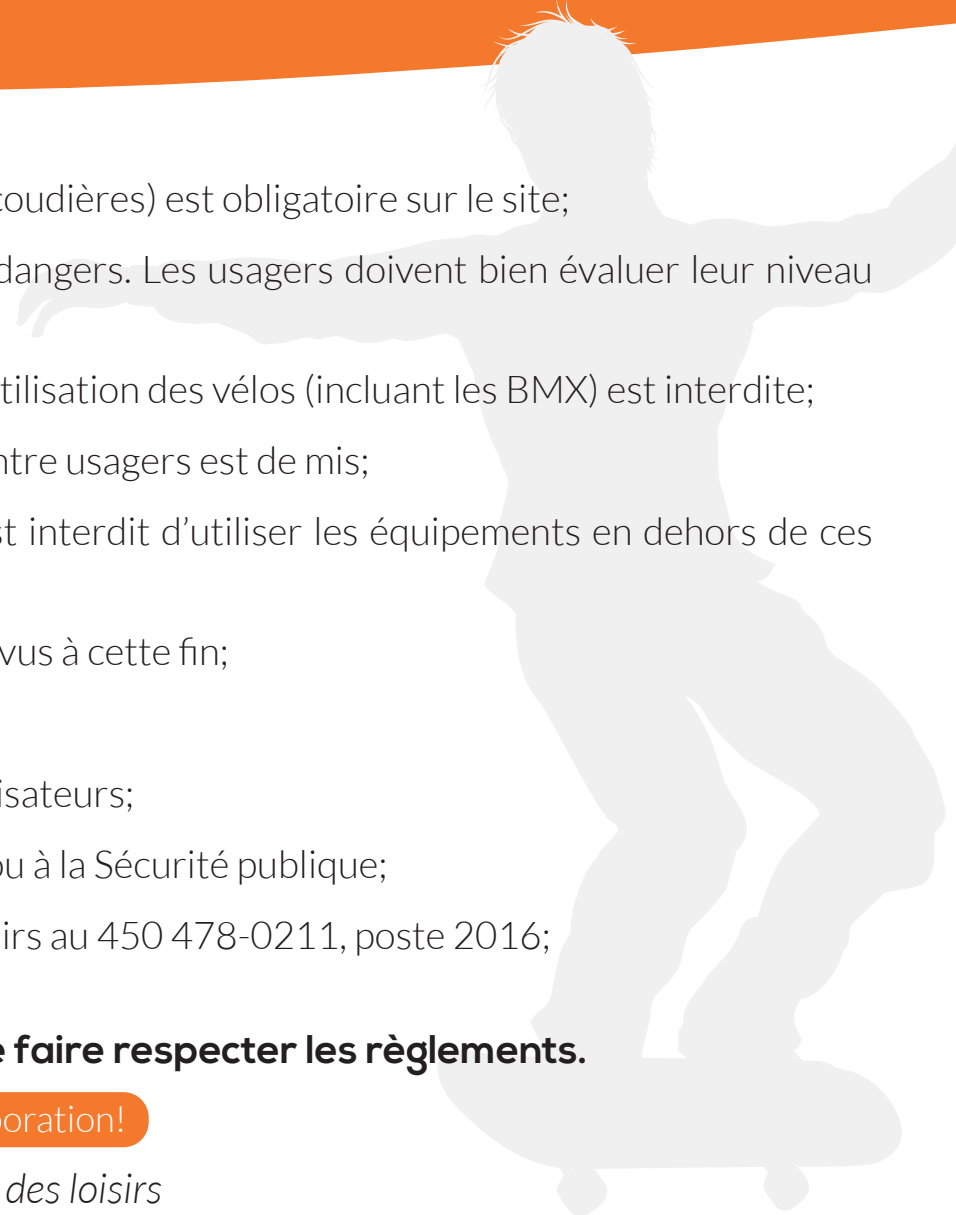 coudières) est obligatoire sur le site;
dangers. Les usagers doivent bien évaluer leur niveau
tilisation des vélos (incluant les BMX) est interdite;
ntre usagers est de mis;
st interdit d’utiliser les équipements en dehors de ces
vus à cette fin;
isateurs;
ou à la Sécurité publique;
irs au 450 478-0211, poste 2016;
e faire respecter les règlements.
oration!
des loisirs